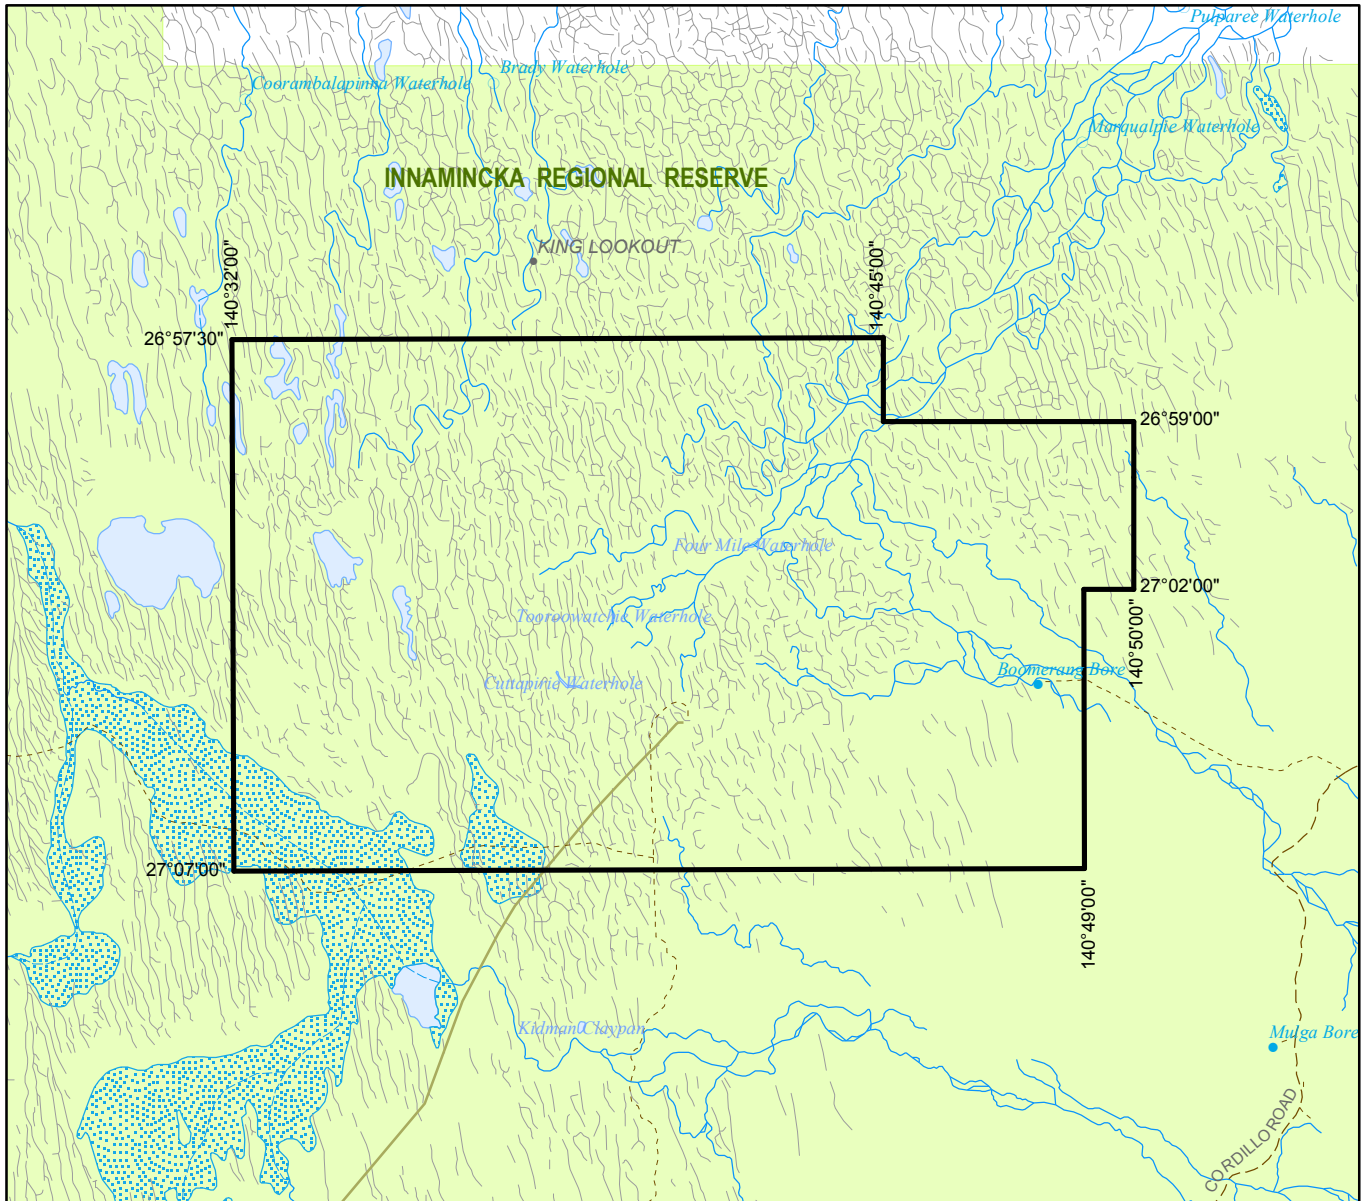 Pulparee Waterhole
Brady Waterhole
Coorambalapinna Waterhole
Marqualpie Waterhole
INNAMINCKA REGIONAL RESERVE
KING LOOKOUT
140°32'00"
140°45'00"
26°57'30"
26°59'00"
Four Mile Waterhole
27°02'00"
Tooroowatchie Waterhole
140°50'00"
Boomerang Bore
Cuttapirie Waterhole
27°07'00"
140°49'00"
Kidman Claypan
Mulga Bore
CORDILLO ROAD